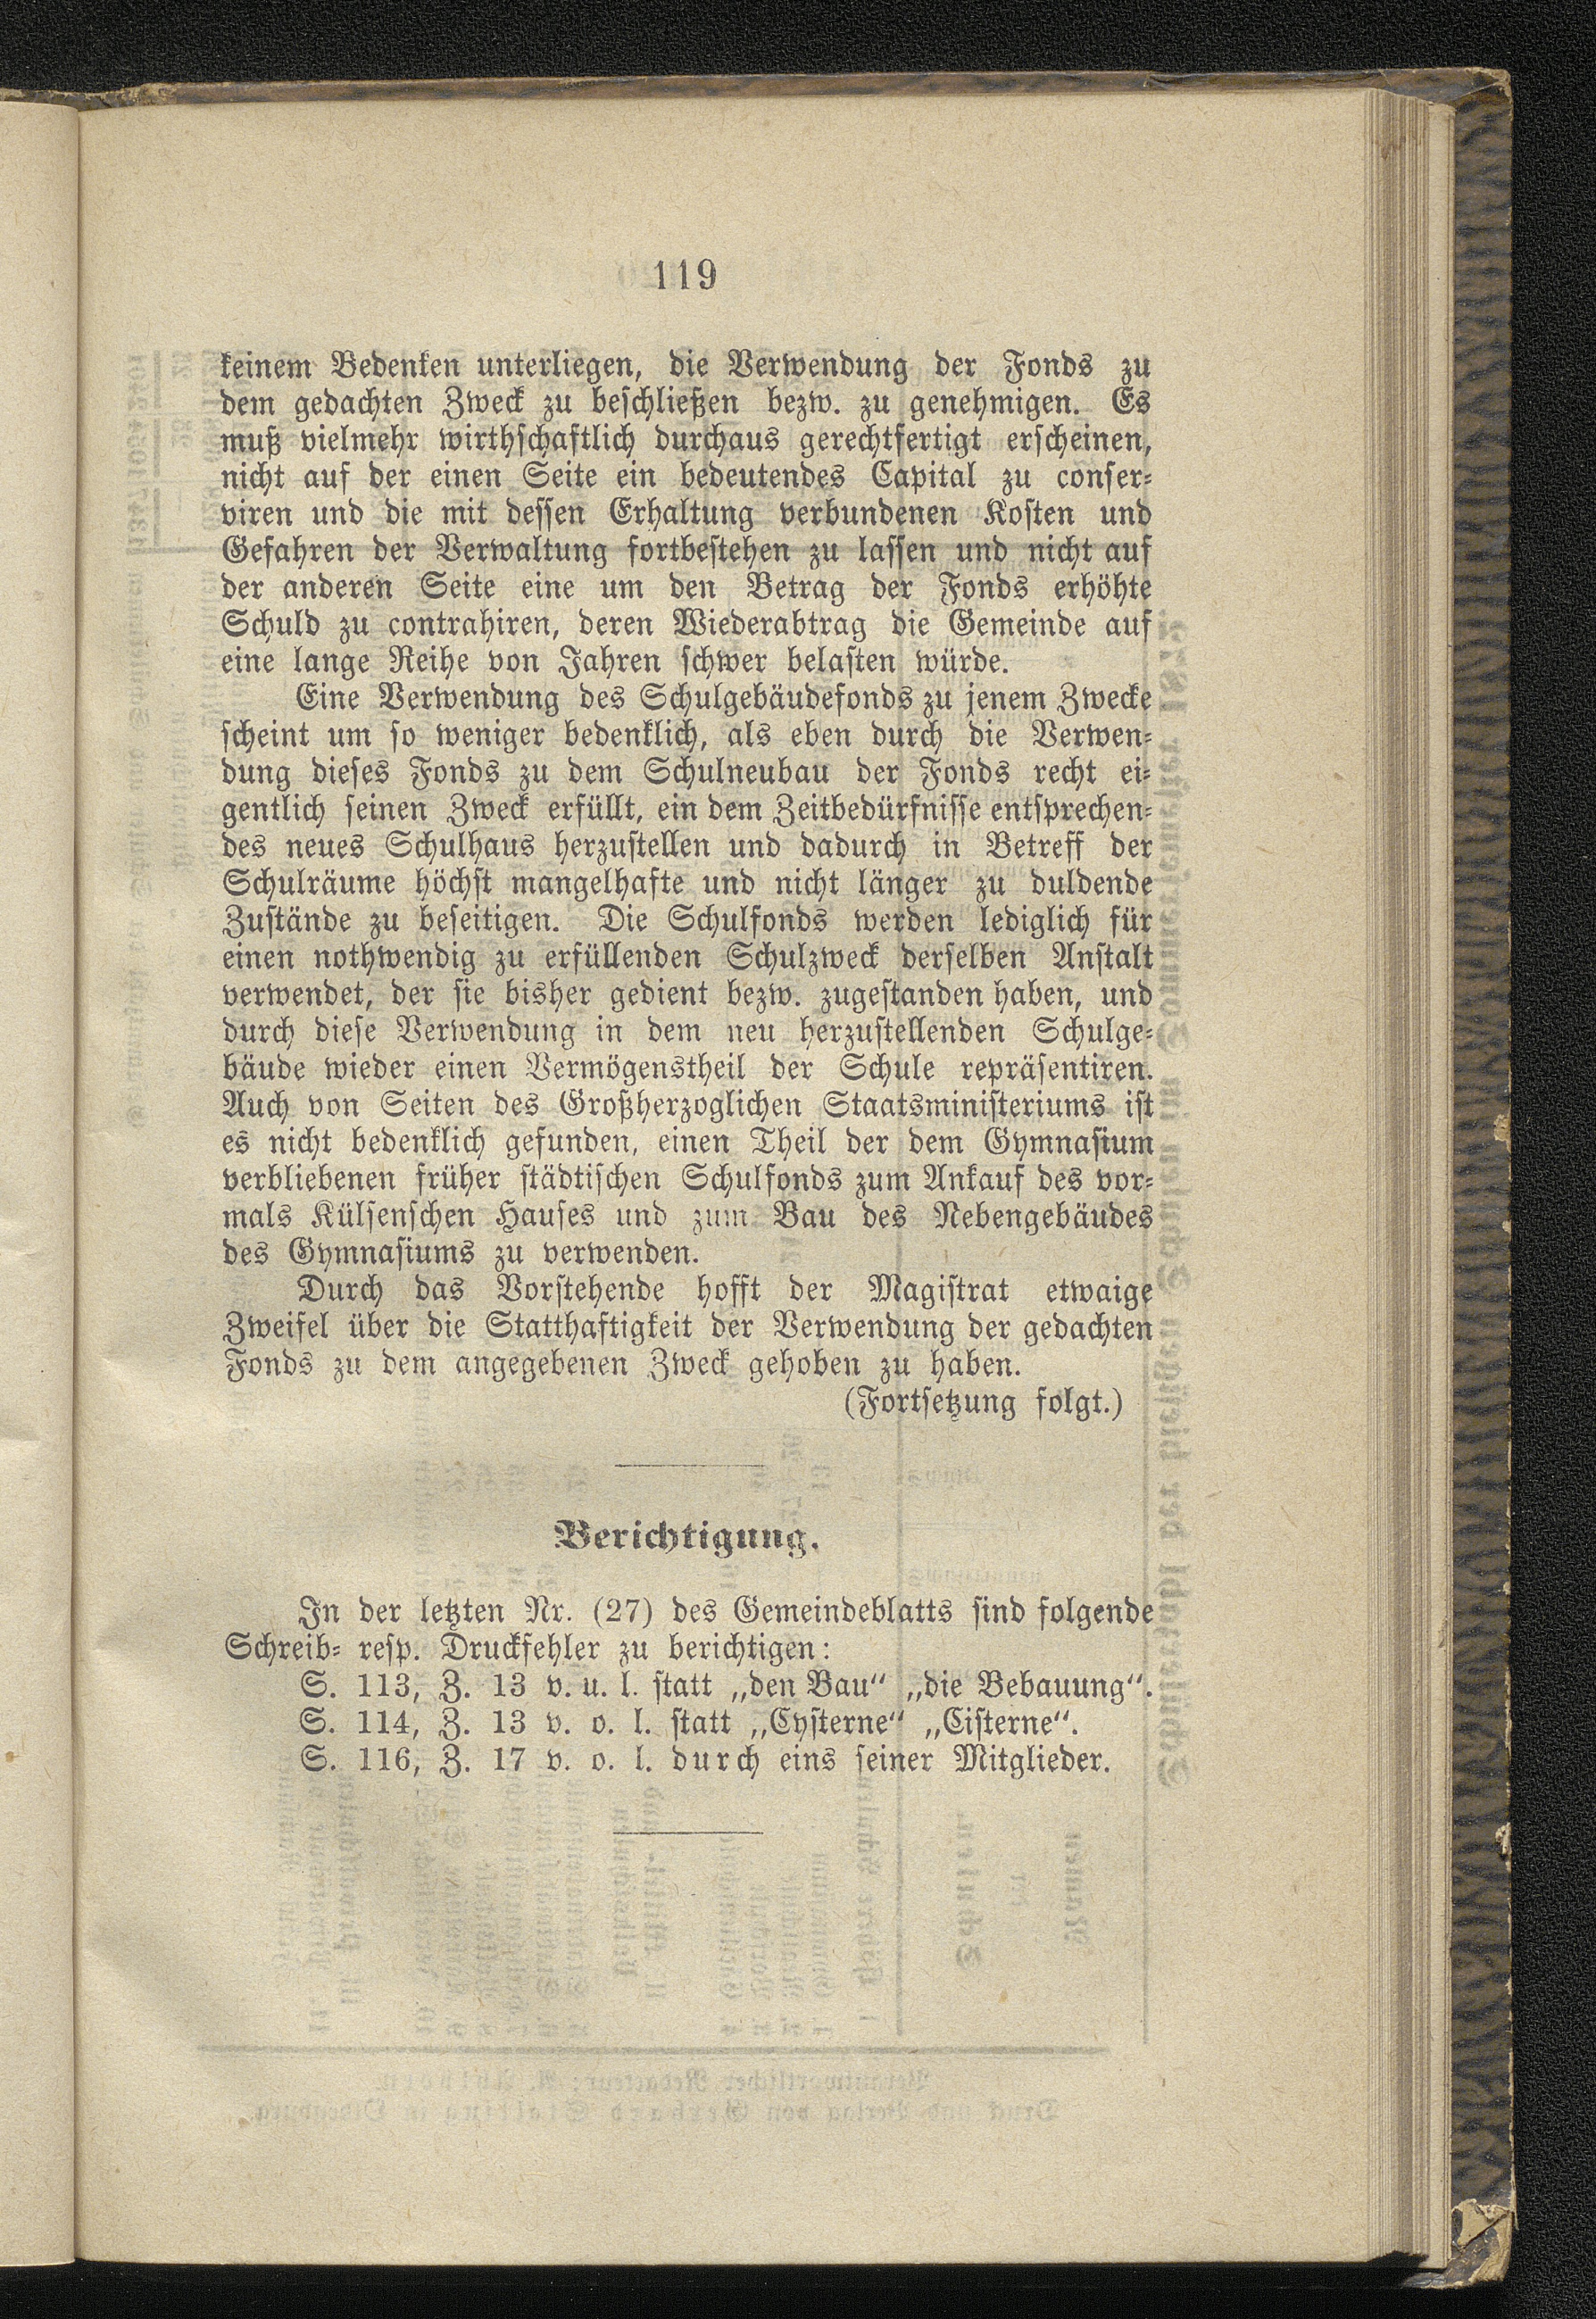 119
keinem Bedenken unterliegen, die Verwendung der Fonds zu
dem gedachten Zweck zu beschließen bezw. zu genehmigen. Es
muß vielmehr wirthschaftlich durchaus gerechtfertigt erscheinen,
nicht auf der einen Seite ein bedeutendes Capital zu conser-
viren und die mit dessen Erhaltung verbundenen Kosten und
Gefahren der Verwaltung fortbestehen zu lassen und nicht auf
der anderen Seite eine um den Betrag der Fonds erhöhte
Schuld zu contrahiren, deren Wiederabtrag die Gemeinde auf
eine lange Reihe von Jahren schwer belasten würde.
Eine Verwendung des Schulgebäudefonds zu jenem Zwecke
scheint um so weniger bedenklich, als eben durch die Verwen-
dung dieses Fonds zu dem Schulneubau der Fonds recht ei-
gentlich seinen Zweck erfüllt, ein dem Zeitbedürfnisse entsprechen-
des neues Schulhaus herzustellen und dadurch in Betreff der
Schulräume höchst mangelhafte und nicht länger zu duldende
Zustände zu beseitigen. Die Schulfonds werden lediglich für
einen nothwendig zu erfüllenden Schulzweck derselben Anstalt
verwendet, der sie bisher gedient bezw. zugestanden haben, und
durch diese Verwendung in dem neu herzustellenden Schulge-
bäude wieder einen Vermögenstheil der Schule repräsentiren.
Auch von Seiten des Großherzoglichen Staatsministeriums ist
es nicht bedenklich gefunden, einen Theil der dem Gymnasium
verbliebenen früher städtischen Schulfonds zum Ankauf des vor-
mals Külsenschen Hauses und zum Bau des Nebengebäudes
des Gymnasiums zu verwenden.
Durch das Vorstehende hofft der Magistrat etwaige
Zweifel über die Statthaftigkeit der Verwendung der gedachten
Fonds zu dem angegebenen Zweck gehoben zu haben.
(Fortsetzung folgt.)
Berichtigung.
In der letzten Nr. (27) des Gemeindeblatts sind folgende
Schreib- resp. Druckfehler zu berichtigen:
S. 113, Z. 13 v. u. l. statt „den Bau“ „die Bebauung“.
S. 114, Z. 13 v. o. l. statt „Cysterne“ „Cisterne“.
S. 116, Z. 17 v. o. l. durch eins seiner Mitglieder.